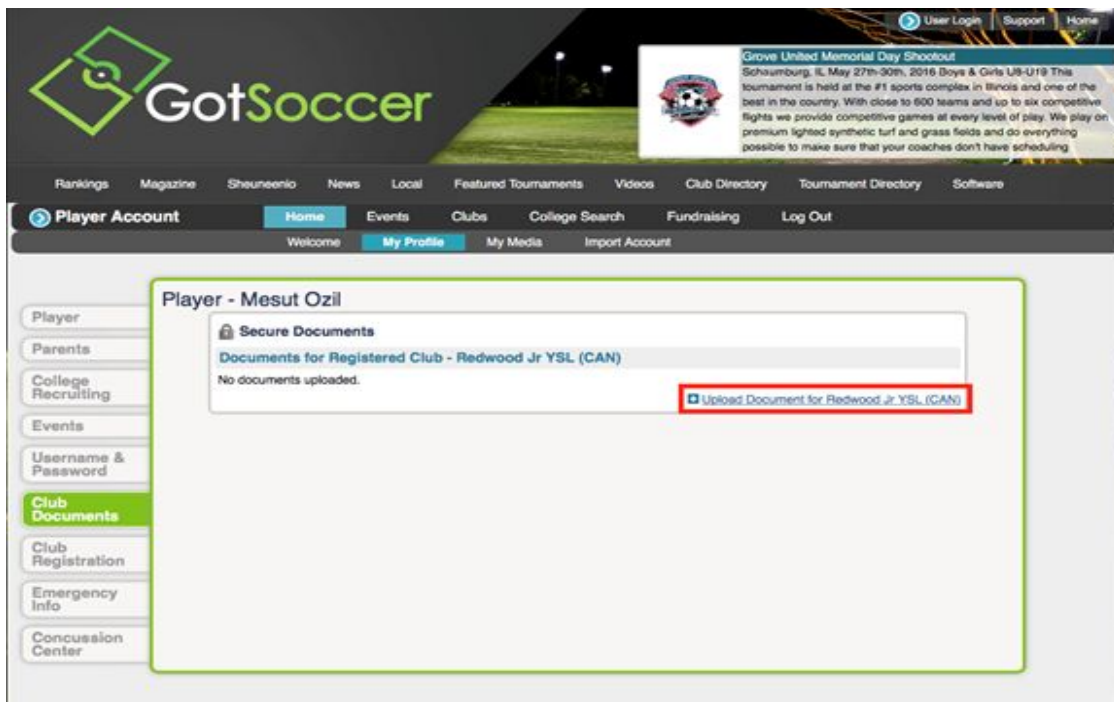 User Login | Support | Home
Grove United Memorial Day Shootout
Schaumburg, IL May 27th-30th, 2016 Boys & Girls U8-U19 This
tournament is held at the #1 sports complex in Illinois and one of the
best in the country. With close to 600 teams and up to six competitive
flights we provide competitive games at every level of play. We play on
premium lighted synthetic turf and grass fields and do everything
possible to make sure that your coaches don't have scheduling
GotSoccer
Rankings Magazine Sheuneenio News Local Featured Tournaments Videos Club Directory Tournament Directory Software
Player Account Home Events Clubs College Search Fundraising Log Out
Welcome My Profile My Media Import Account
Player - Mesut Ozil
Secure Documents
Documents for Registered Club - Redwood Jr YSL (CAN)
No documents uploaded.
Upload Document for Redwood Jr YSL (CAN)
Player
Parents
College
Recruiting
Events
Username &
Password
Club
Documents
Club
Registration
Emergency
Info
Concussion
Center